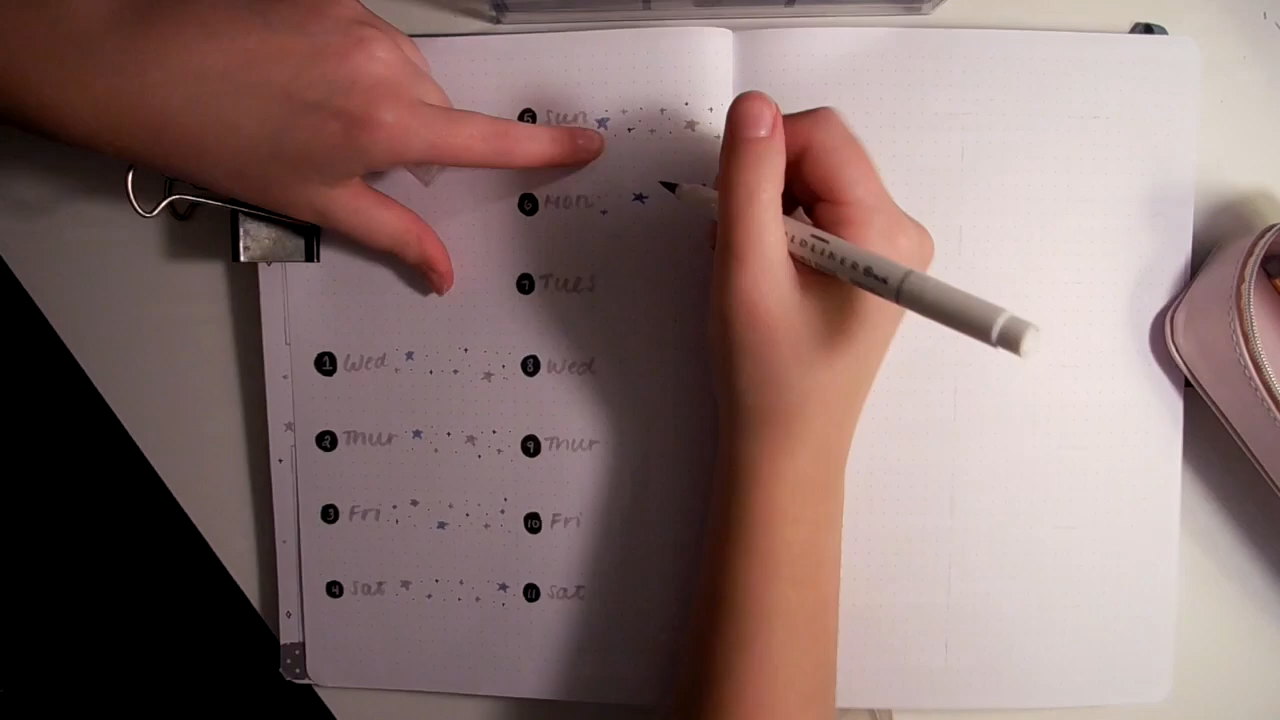 5 Sun
6 Mon
7 Tues
1 Wed
8 Wed
2 Thur
9 Thur
3 Fri
10 Fri
4 Sat
11 Sat